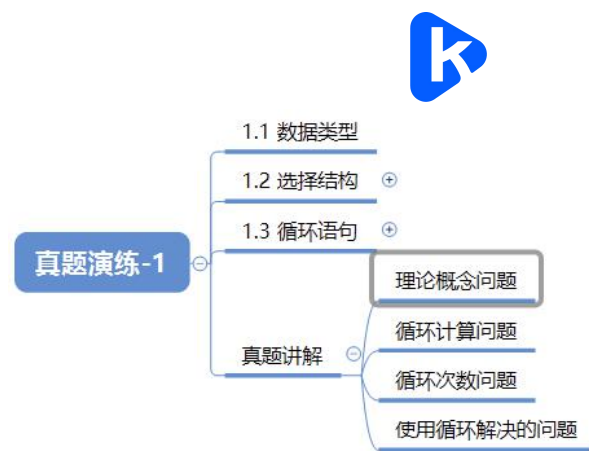 k
1.1 数据类型
1.2 选择结构
1.3 循环语句
真题演练-1
理论概念问题
循环计算问题
真题讲解
循环次数问题
使用循环解决的问题